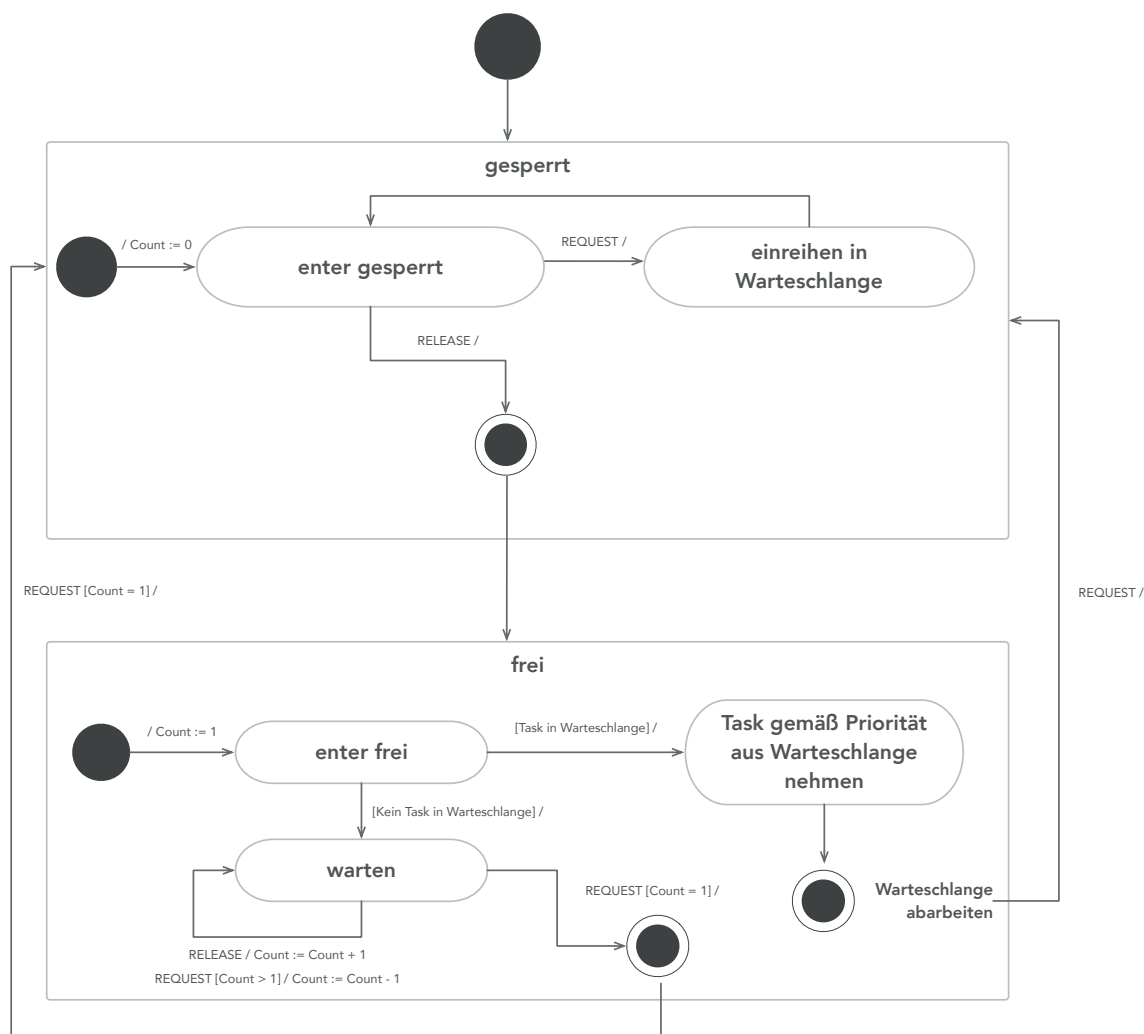 gesperrt
/ Count := 0
enter gesperrt
REQUEST /
einreihen in
Warteschlange
RELEASE /
REQUEST [Count = 1] /
REQUEST /
frei
/ Count := 1
enter frei
[Task in Warteschlange] /
Task gemäß Priorität
aus Warteschlange
nehmen
[Kein Task in Warteschlange] /
warten
REQUEST [Count = 1] /
Warteschlange
abarbeiten
RELEASE / Count := Count + 1
REQUEST [Count > 1] / Count := Count - 1